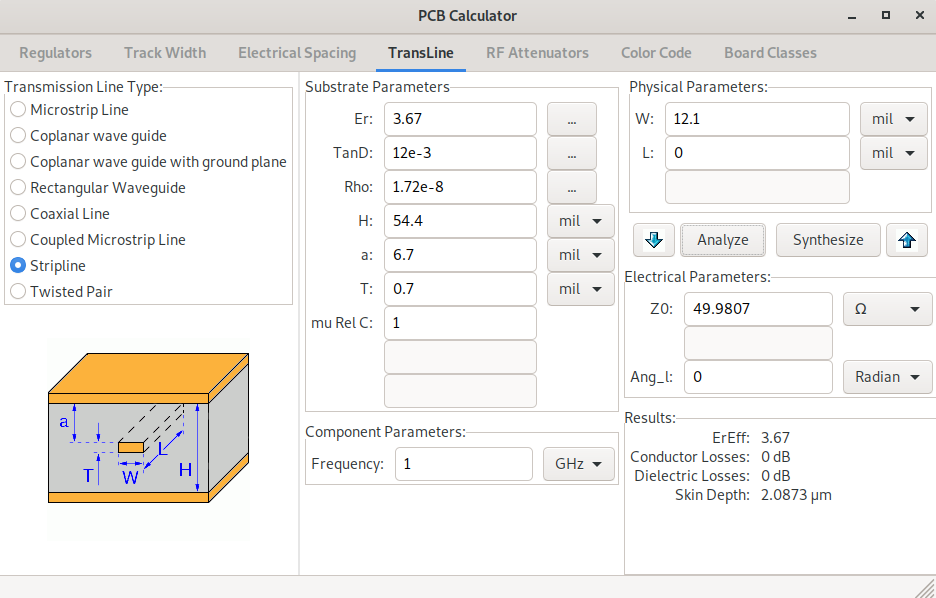 PCB Calculator
Regulators Track Width Electrical Spacing TransLine RF Attenuators Color Code Board Classes
Transmission Line Type:
Microstrip Line
Coplanar wave guide
Coplanar wave guide with ground plane
Rectangular Waveguide
Coaxial Line
Coupled Microstrip Line
Stripline
Twisted Pair
a
T
W
L
H
Substrate Parameters
Er: 3.67 ...
TanD: 12e-3 ...
Rho: 1.72e-8 ...
H: 54.4 mil
a: 6.7 mil
T: 0.7 mil
mu Rel C: 1
Component Parameters:
Frequency: 1 GHz
Physical Parameters:
W: 12.1 mil
L: 0 mil
Analyze Synthesize
Electrical Parameters:
Z0: 49.9807 Ω
Ang_l: 0 Radian
Results:
ErEff: 3.67
Conductor Losses: 0 dB
Dielectric Losses: 0 dB
Skin Depth: 2.0873 µm